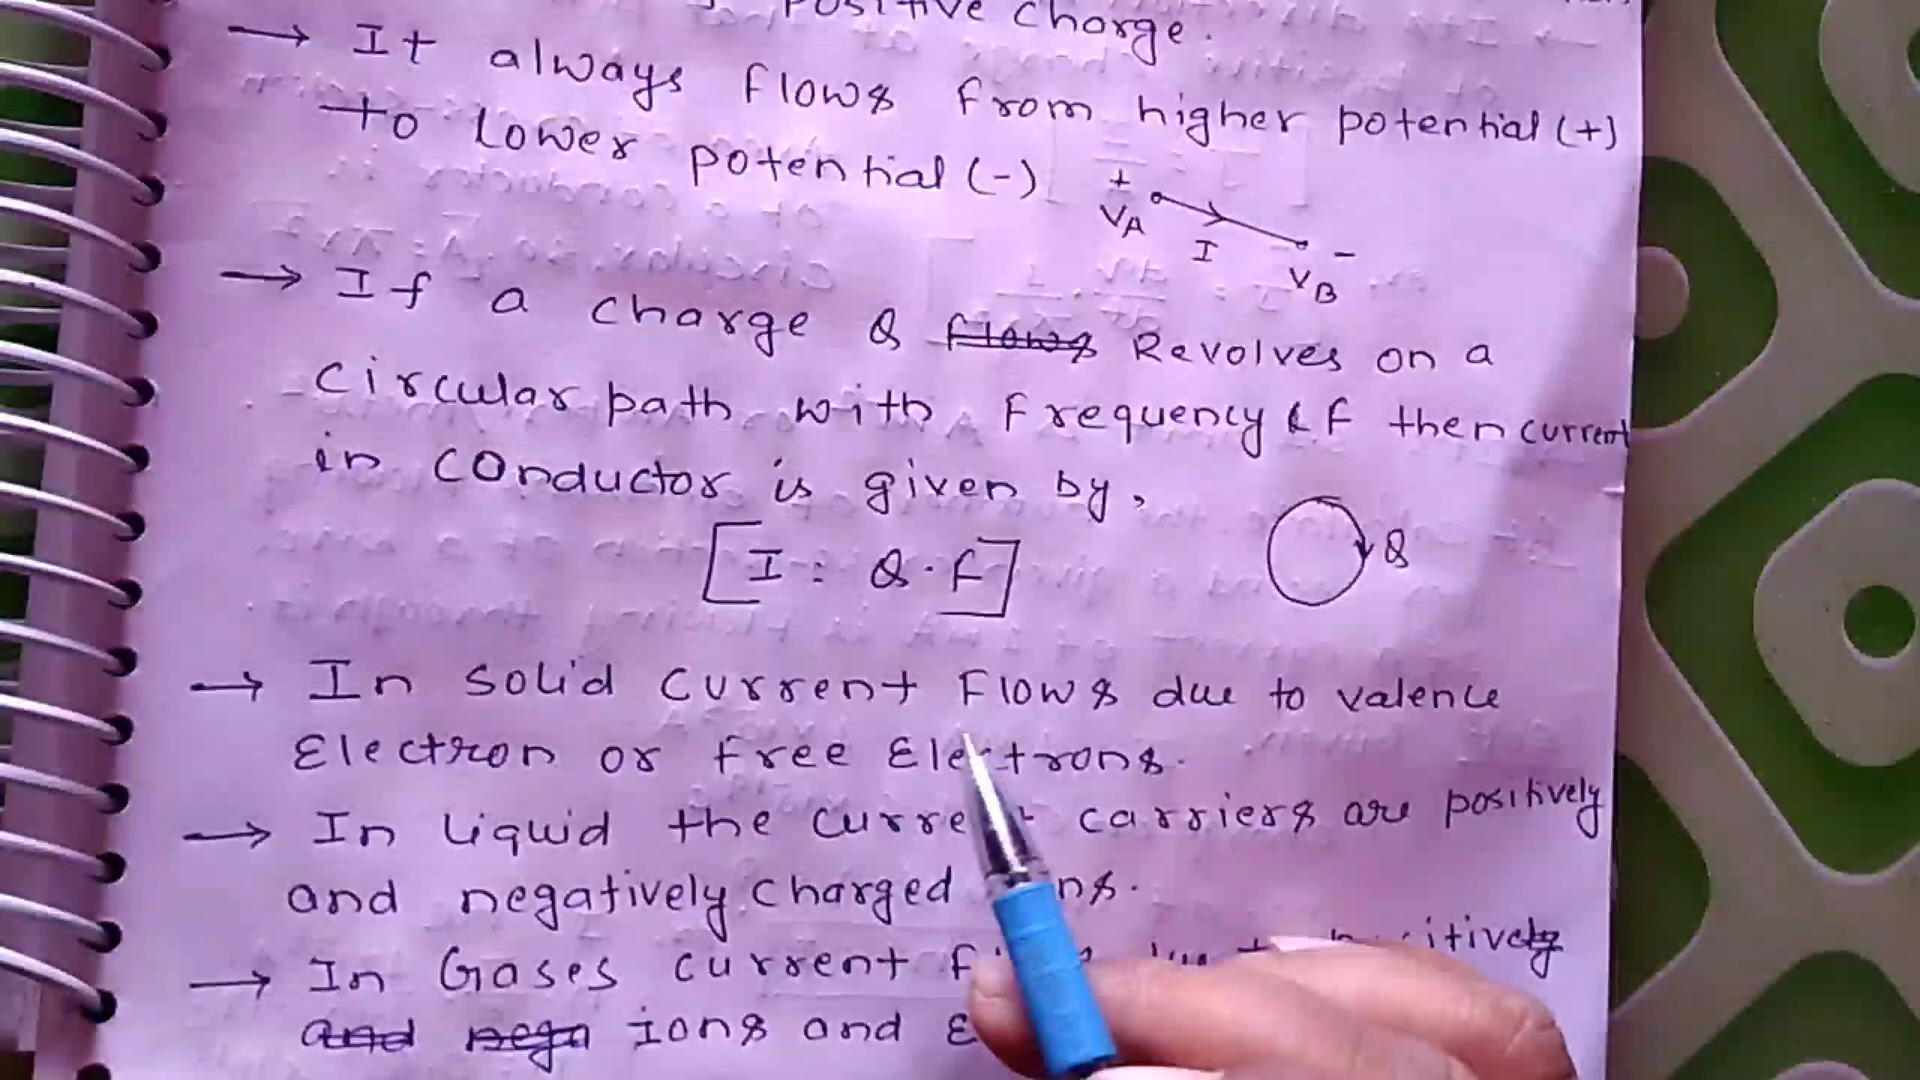 Positive Charge.
→ It always flows from higher potential (+)
to lower potential (-)
+
VA
I
VB
-
→ If a charge Q flows Revolves on a
circular path with frequency f then current
in conductor is given by,
[I = Q.f]
Q
→ In solid current flows due to valence
Electron or free Electrons.
→ In liquid the current carriers are positively
and negatively charged
→ In Gases current
and nega ions and